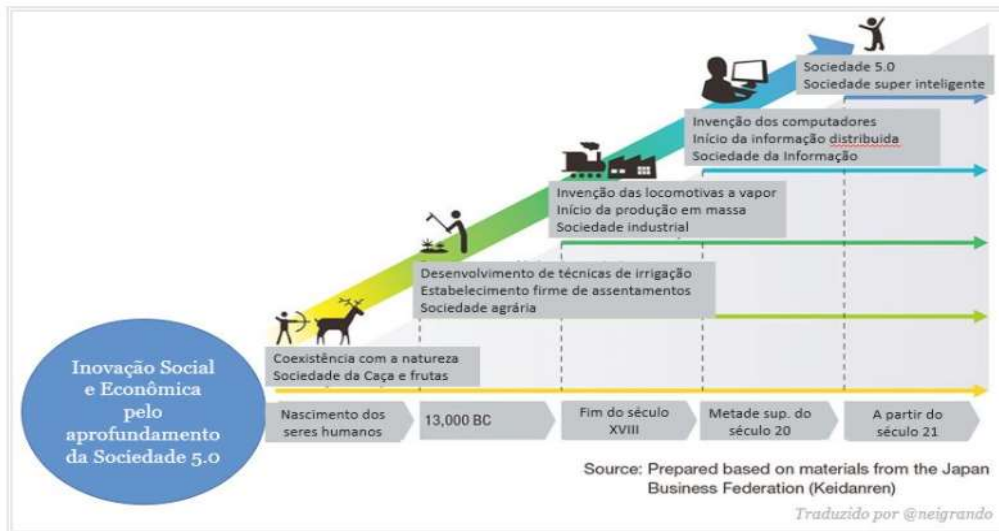 Sociedade 5.0
Sociedade super inteligente
Invenção dos computadores
Início da informação distribuida
Sociedade da Informação
Invenção das locomotivas a vapor
Início da produção em massa
Sociedade industrial
Desenvolvimento de técnicas de irrigação
Estabelecimento firme de assentamentos
Sociedade agrária
Coexistência com a natureza
Sociedade da Caça e frutas
Inovação Social
e Econômica
pelo
aprofundamento
da Sociedade 5.0
Nascimento dos
seres humanos
13,000 BC
Fim do século
XVIII
Metade sup. do
século 20
A partir do
século 21
Source: Prepared based on materials from the Japan
Business Federation (Keidanren)
Traduzido por @neigrando